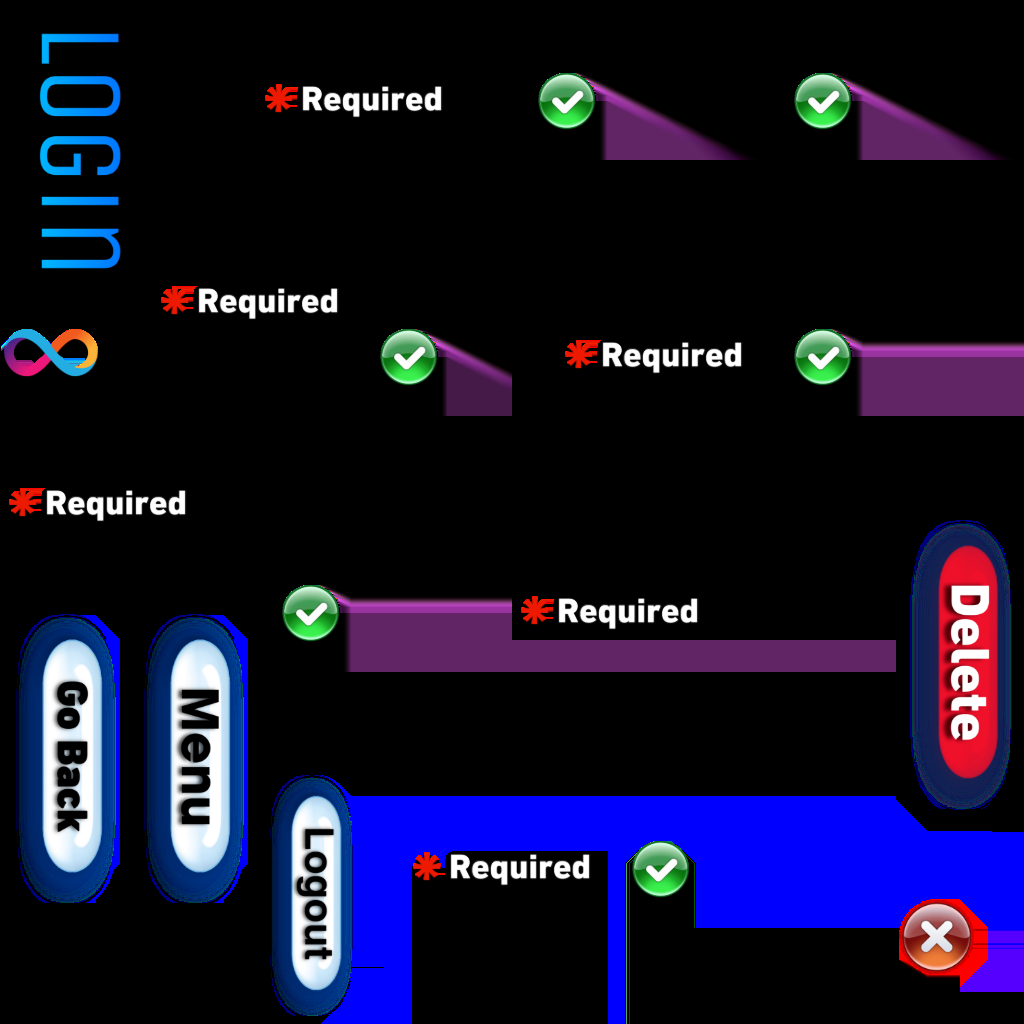 LOGIN
Required
Required
Required
Required
Required
Delete
Go Back
Menu
Logout
Required